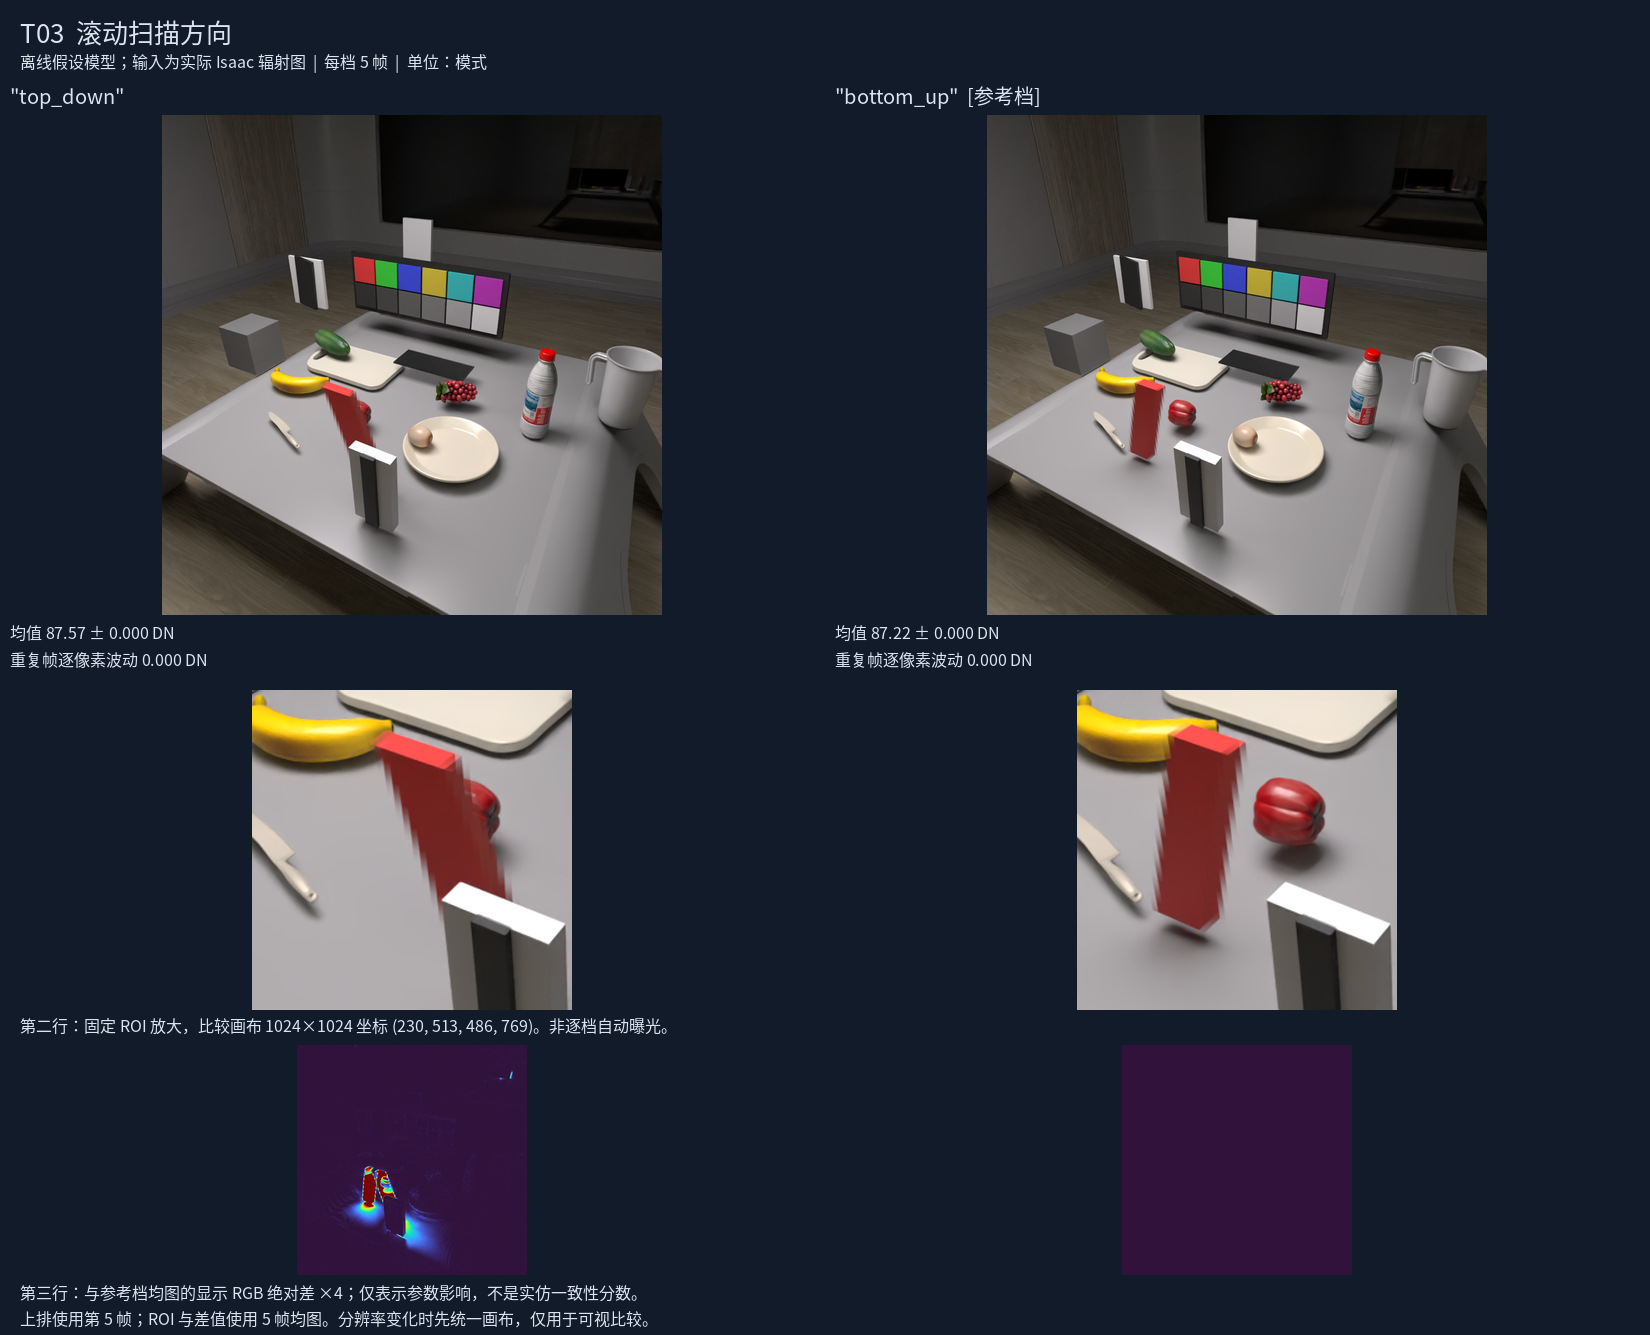 T03 滚动扫描方向
离线假设模型；输入为实际 Isaac 辐射图 | 每档 5 帧 | 单位：模式
"top_down"
"bottom_up" [参考档]
均值 87.57 ± 0.000 DN
重复帧逐像素波动 0.000 DN
均值 87.22 ± 0.000 DN
重复帧逐像素波动 0.000 DN
第二行：固定 ROI 放大，比较画布 1024×1024 坐标 (230, 513, 486, 769)。非逐档自动曝光。
第三行：与参考档均图的显示 RGB 绝对差 ×4；仅表示参数影响，不是实仿一致性分数。
上排使用第 5 帧；ROI 与差值使用 5 帧均图。分辨率变化时先统一画布，仅用于可视比较。